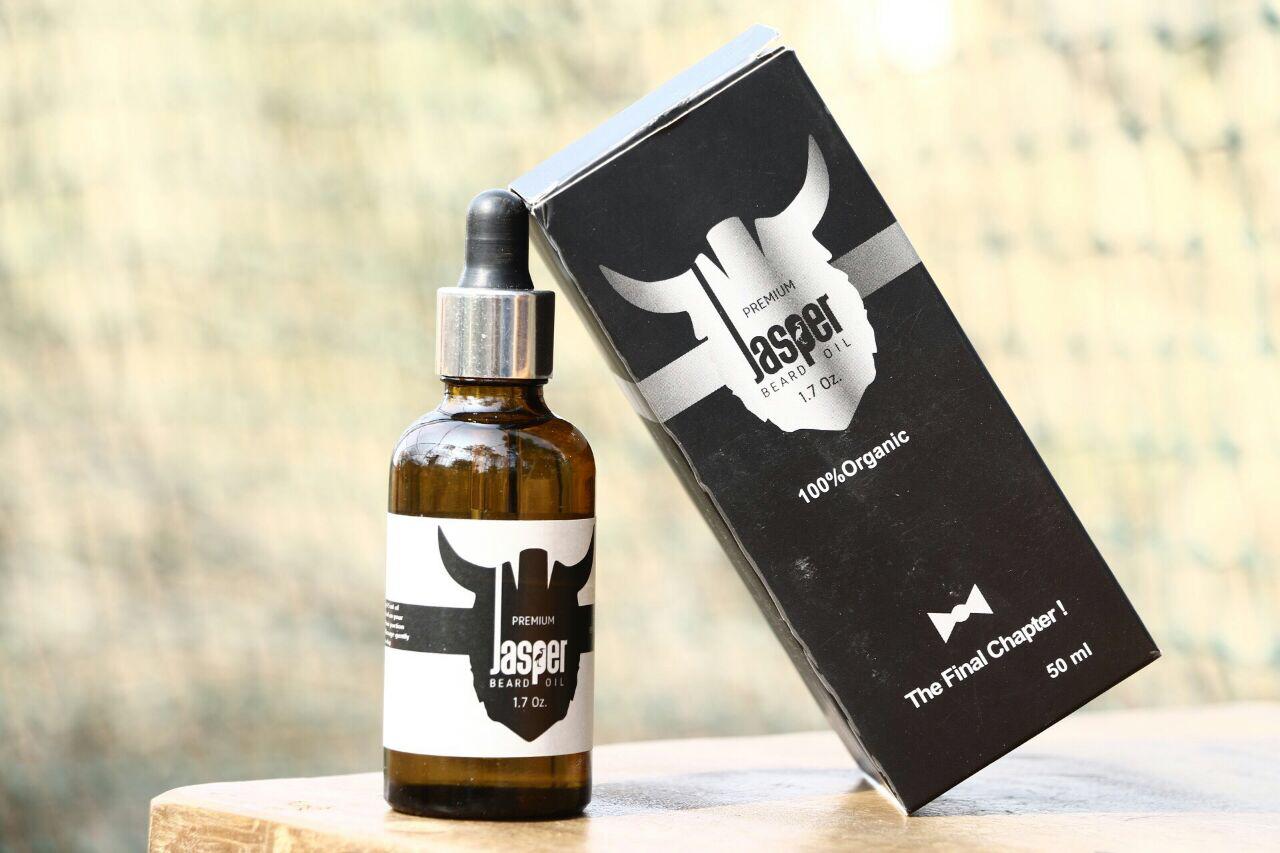 PREMIUM
Jasper
BEARD OIL
1.7 Oz.
100%Organic
The Final Chapter !
50 ml
PREMIUM
Jasper
BEARD OIL
1.7 Oz.